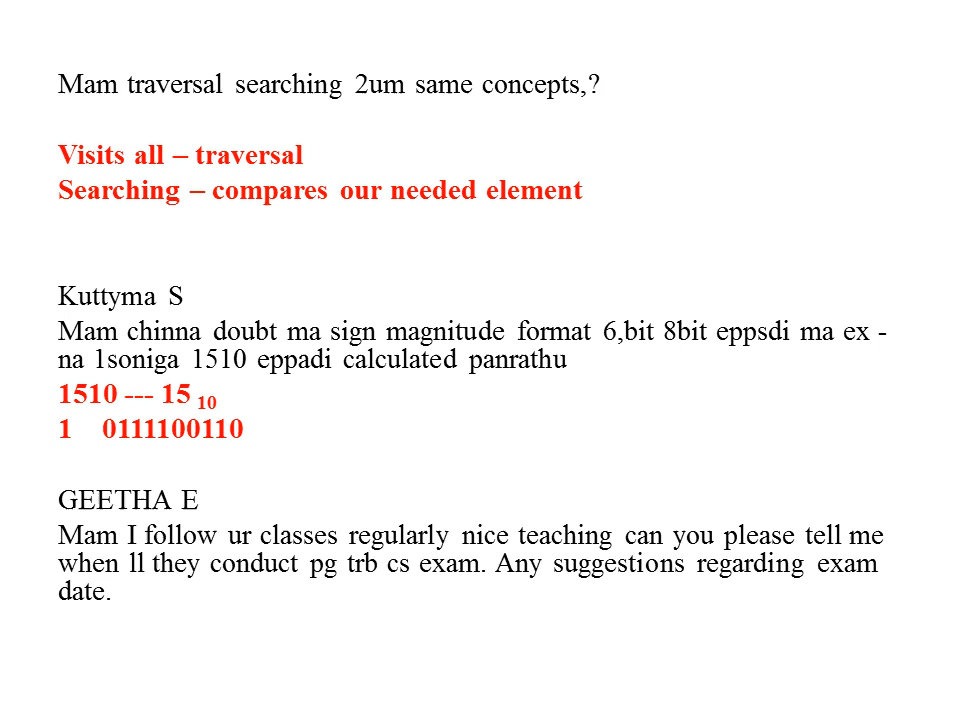 Mam traversal searching 2um same concepts,?
Visits all – traversal
Searching – compares our needed element
Kuttyma S
Mam chinna doubt ma sign magnitude format 6,bit 8bit eppsdi ma ex -
na 1soniga 1510 eppadi calculated panrathu
1510 --- 15 10
1 0111100110
GEETHA E
Mam I follow ur classes regularly nice teaching can you please tell me
when ll they conduct pg trb cs exam. Any suggestions regarding exam
date.